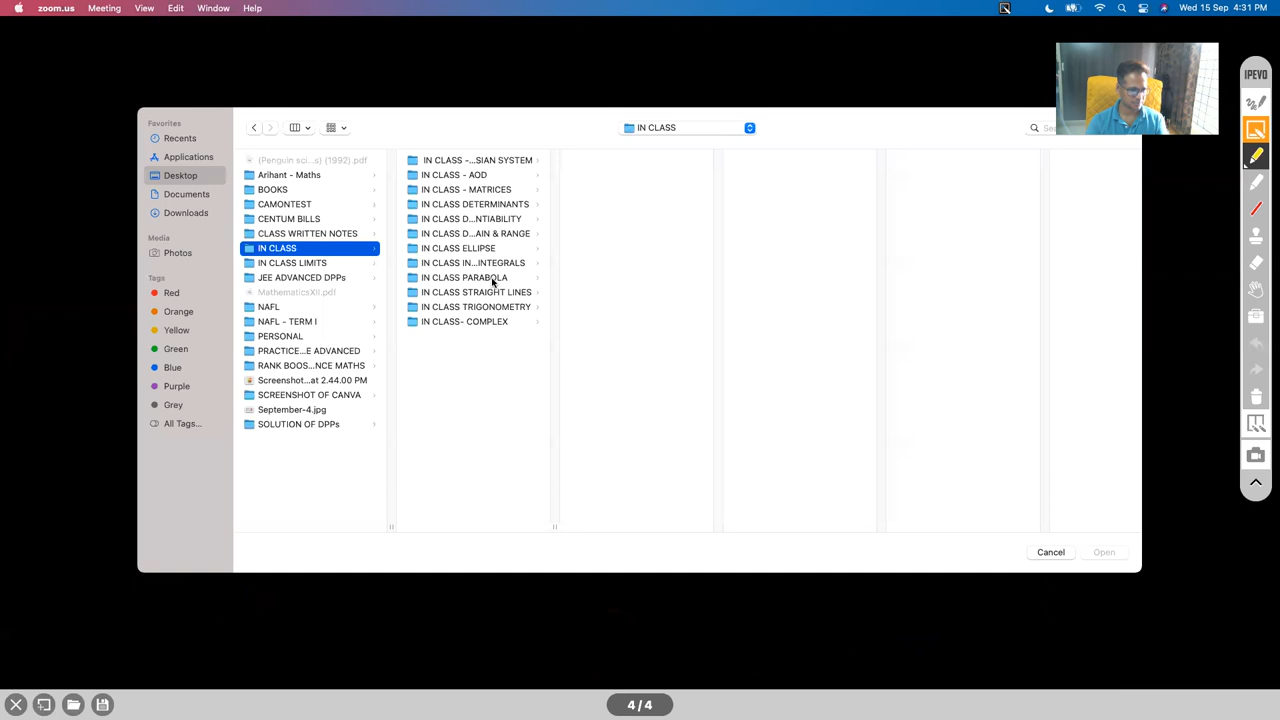 zoom.us Meeting View Edit Window Help Wed 15 Sep 4:31 PM
IPEVO
Favorites
Recents
Applications
Desktop
Documents
Downloads
Media
Photos
Tags
Red
Orange
Yellow
Green
Blue
Purple
Grey
All Tags...
IN CLASS
(Penguin sci...s) (1992).pdf
Arihant - Maths
BOOKS
CAMONTEST
CENTUM BILLS
CLASS WRITTEN NOTES
IN CLASS
IN CLASS LIMITS
JEE ADVANCED DPPs
MathematicsXII.pdf
NAFL
NAFL - TERM I
PERSONAL
PRACTICE...E ADVANCED
RANK BOOS...NCE MATHS
Screenshot...at 2.44.00 PM
SCREENSHOT OF CANVA
September-4.jpg
SOLUTION OF DPPs
IN CLASS -...SIAN SYSTEM
IN CLASS - AOD
IN CLASS - MATRICES
IN CLASS DETERMINANTS
IN CLASS D...NTIABILITY
IN CLASS D...AIN & RANGE
IN CLASS ELLIPSE
IN CLASS IN...INTEGRALS
IN CLASS PARABOLA
IN CLASS STRAIGHT LINES
IN CLASS TRIGONOMETRY
IN CLASS- COMPLEX
Cancel Open
4 / 4